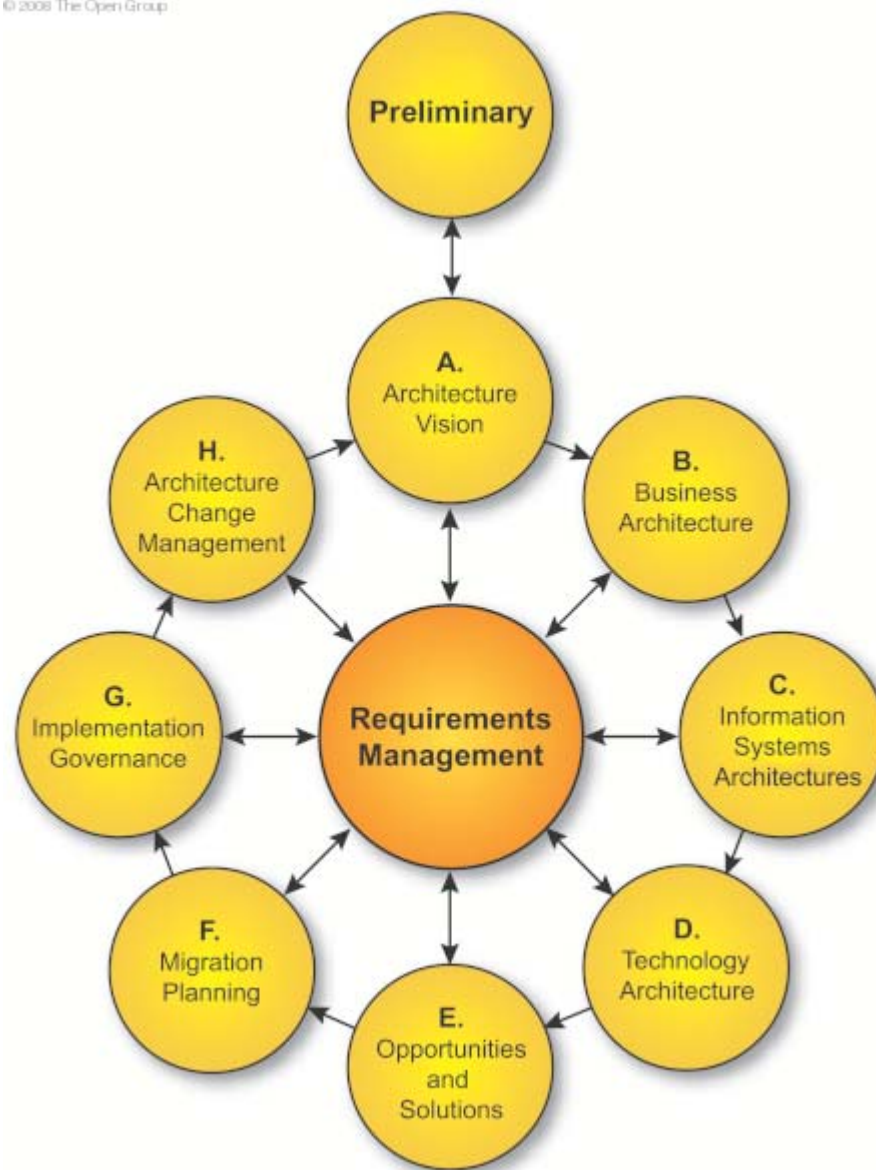 © 2008 The Open Group
Preliminary
A.
Architecture
Vision
B.
Business
Architecture
C.
Information
Systems
Architectures
D.
Technology
Architecture
E.
Opportunities
and
Solutions
F.
Migration
Planning
G.
Implementation
Governance
H.
Architecture
Change
Management
Requirements
Management